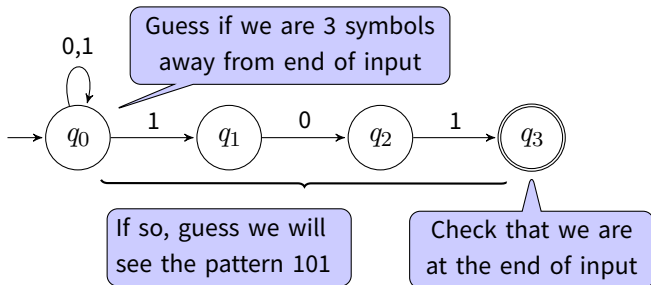 Guess if we are 3 symbols
away from end of input
0,1
q0 1 q1 0 q2 1 q3
If so, guess we will
see the pattern 101
Check that we are
at the end of input